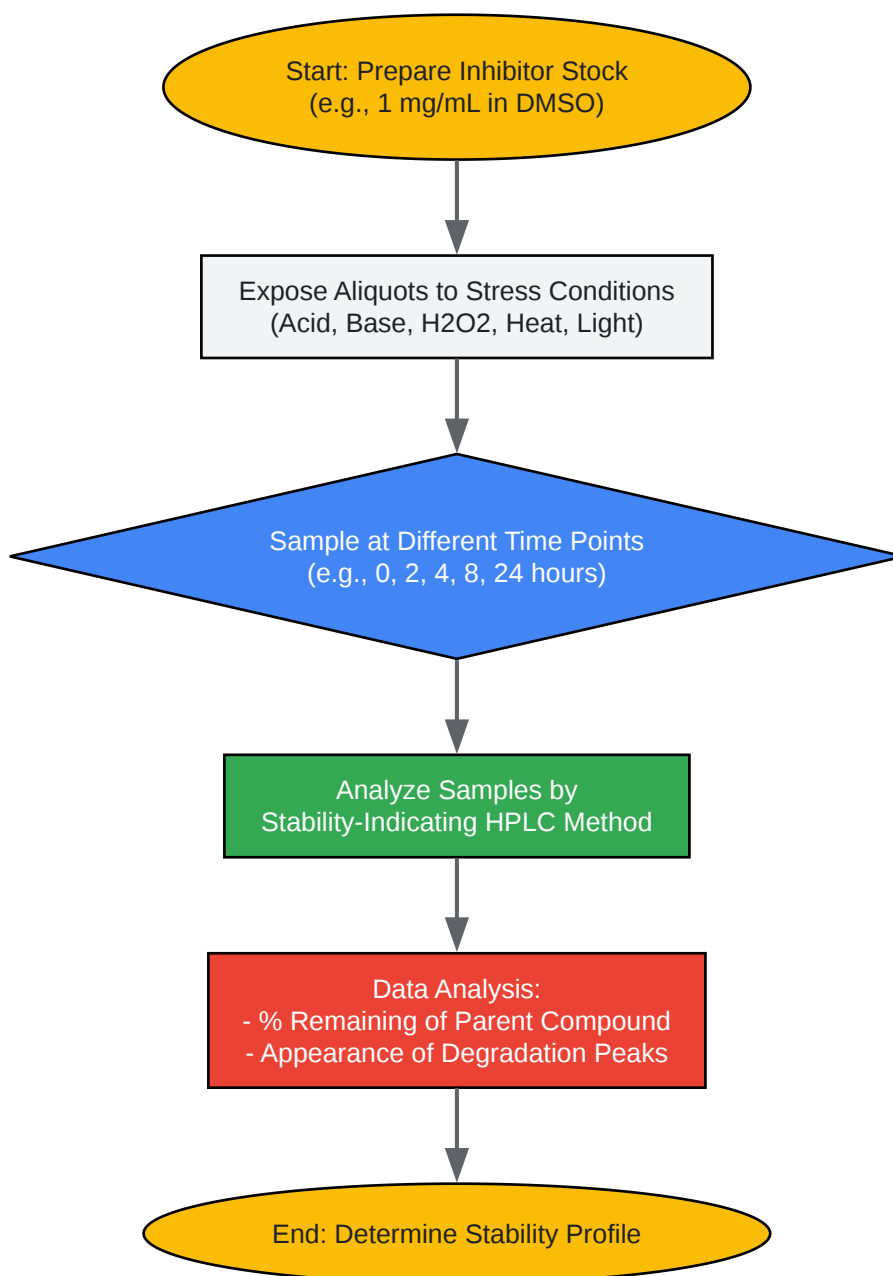 Start: Prepare Inhibitor Stock
(e.g., 1 mg/mL in DMSO)
Expose Aliquots to Stress Conditions
(Acid, Base, H2O2, Heat, Light)
Sample at Different Time Points
(e.g., 0, 2, 4, 8, 24 hours)
Analyze Samples by
Stability-Indicating HPLC Method
Data Analysis:
- % Remaining of Parent Compound
- Appearance of Degradation Peaks
End: Determine Stability Profile